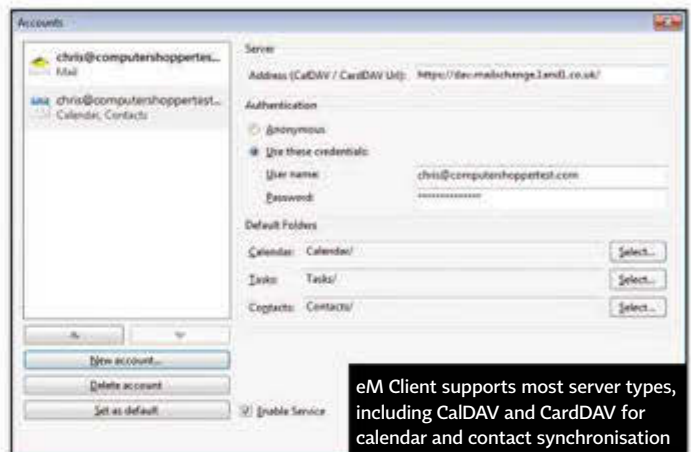 Accounts
chris@computershoppertes...
Mail
chris@computershoppertest...
Calendar, Contacts
New account...
Delete account
Set as default
Server
Address (CalDAV / CardDAV Url): https://dav.mailxchange.1and1.co.uk/
Authentication
Anonymous
Use these credentials:
User name: chris@computershoppertest.com
Password: **************
Default Folders
Calendar: Calendar/ Select...
Tasks: Tasks/ Select...
Contacts: Contacts/ Select...
Enable Service
eM Client supports most server types,
including CalDAV and CardDAV for
calendar and contact synchronisation